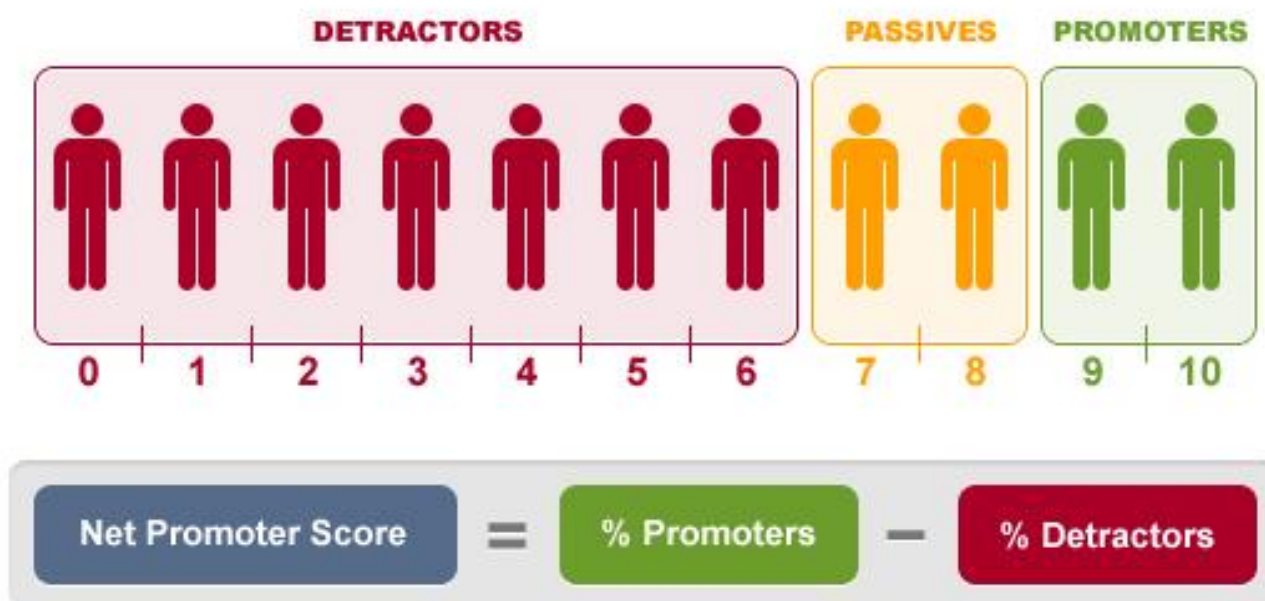 DETRACTORS PASSIVES PROMOTERS
0 1 2 3 4 5 6 7 8 9 10
Net Promoter Score = % Promoters − % Detractors